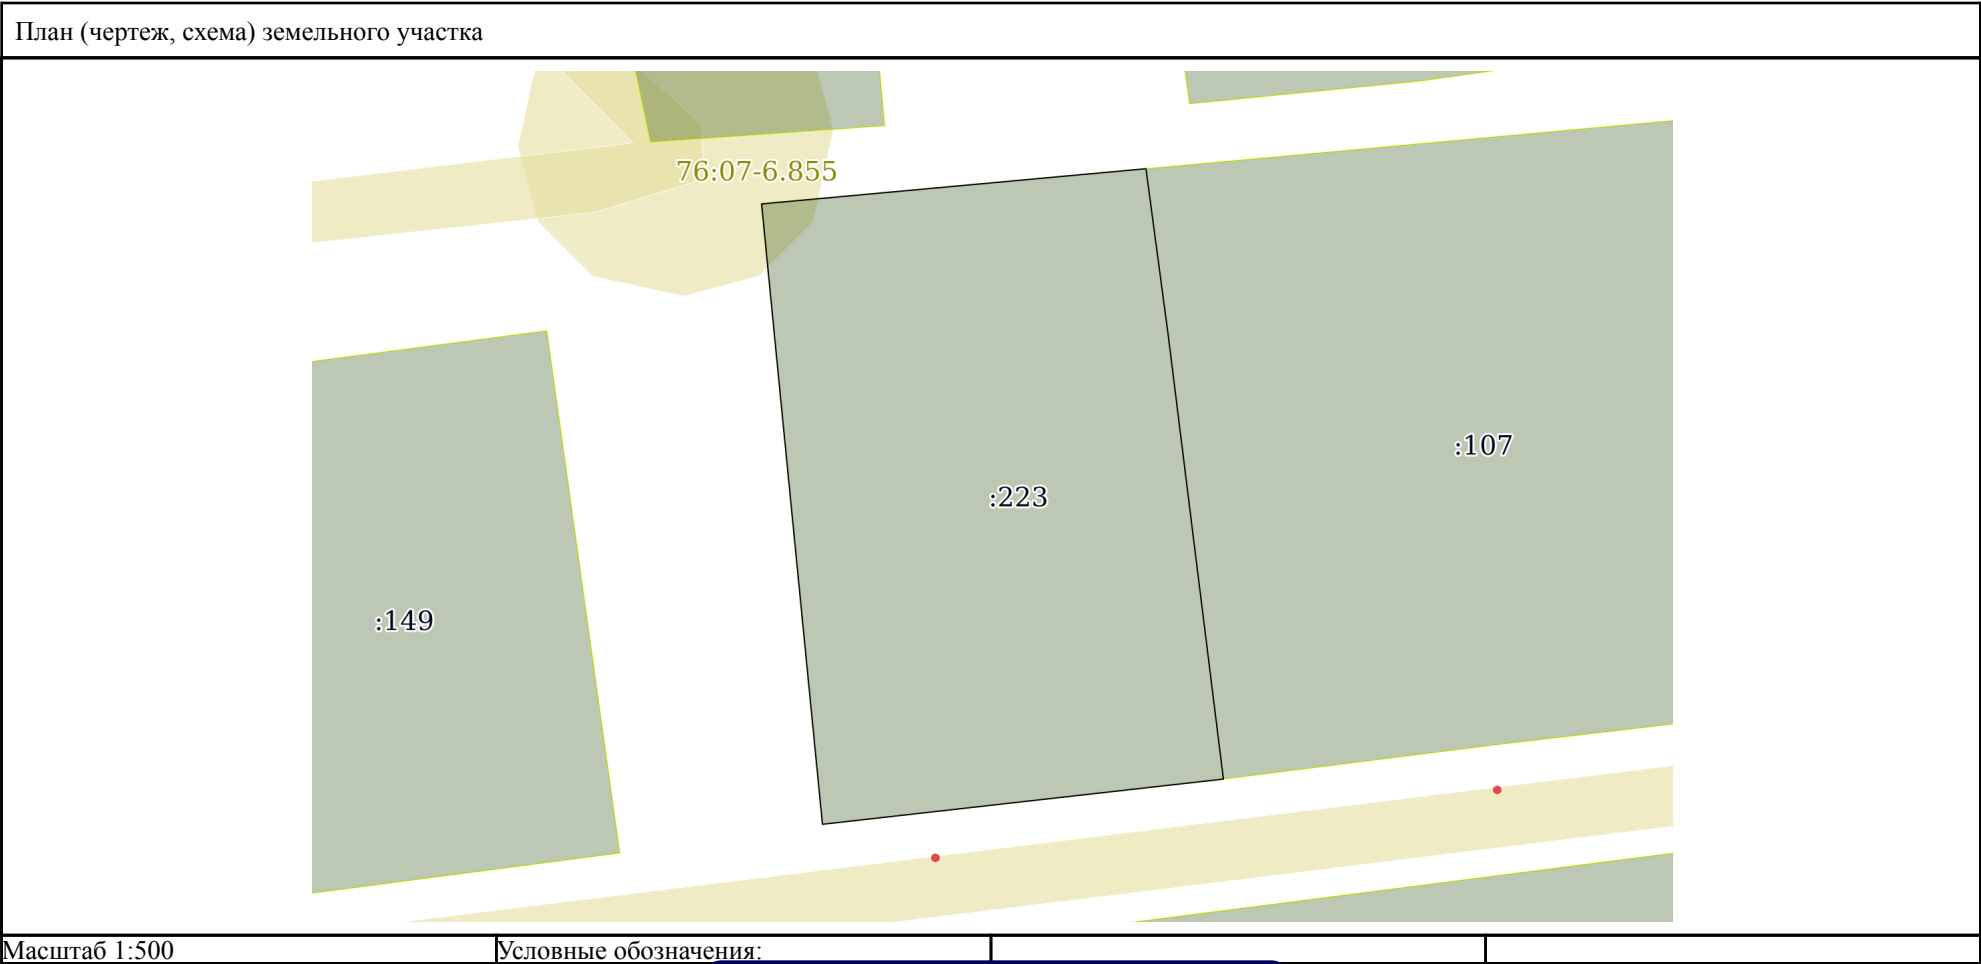 План (чертеж, схема) земельного участка
76:07-6.855
:107
:223
:149
Масштаб 1:500
Условные обозначения: